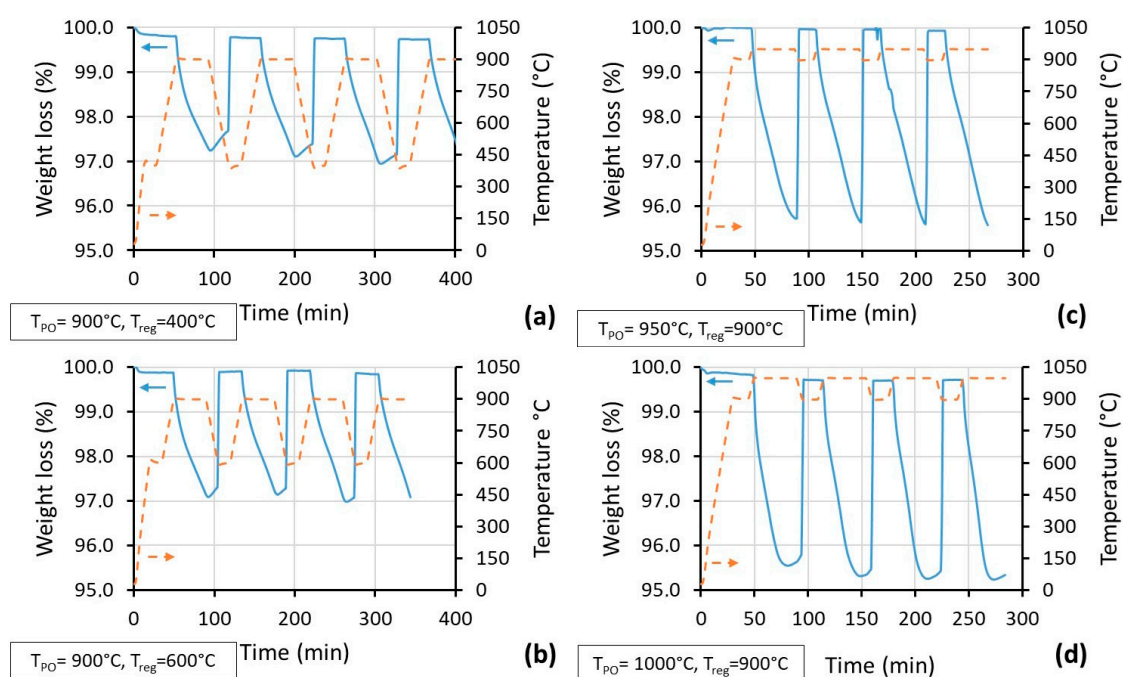 100.0
99.0
98.0
97.0
96.0
95.0
Weight loss (%)
1050
900
750
600
450
300
150
0
Temperature (°C)
0 100 200 300 400
Time (min)
T_PO= 900°C, T_reg=400°C
(a)
100.0
99.0
98.0
97.0
96.0
95.0
Weight loss (%)
1050
900
750
600
450
300
150
0
Temperature (°C)
0 50 100 150 200 250 300
Time (min)
T_PO= 950°C, T_reg=900°C
(c)
100.0
99.0
98.0
97.0
96.0
95.0
Weight loss (%)
1050
900
750
600
450
300
150
0
Temperature °C
0 100 200 300 400
Time (min)
T_PO= 900°C, T_reg=600°C
(b)
100.0
99.0
98.0
97.0
96.0
95.0
Weight loss (%)
1050
900
750
600
450
300
150
0
Temperature (°C)
0 50 100 150 200 250 300
Time (min)
T_PO= 1000°C, T_reg=900°C
(d)